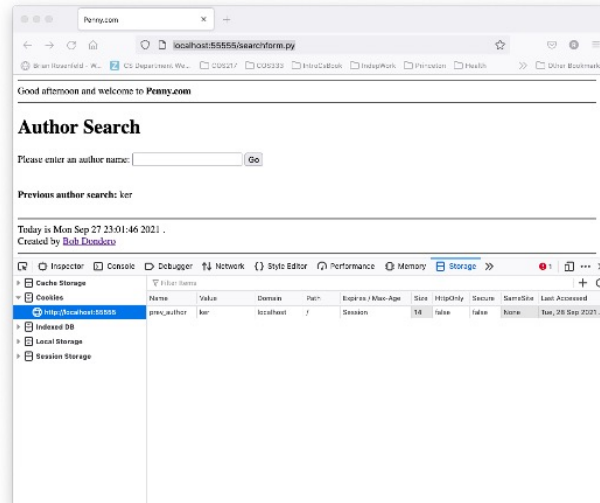 Penny.com
localhost:55555/searchform.py
Brian Rosenfeld - W... CS Department We... COS217 COS333 IntroCaBook IndepWork Princeton Health Other Bookmark
Good afternoon and welcome to Penny.com
Author Search
Please enter an author name: Go
Previous author search: ker
Today is Mon Sep 27 23:01:46 2021 .
Created by Bob Dondero
Inspector Console Debugger Network Style Editor Performance Memory Storage 1
Cache Storage Filter Items
Cookies Name Value Domain Path Expires / Max-Age Size HttpOnly Secure SameSite Last Accessed
http://localhost:55555 prev_author ker localhost / Session 14 false false None Tue, 28 Sep 2021
Indexed DB
Local Storage
Session Storage